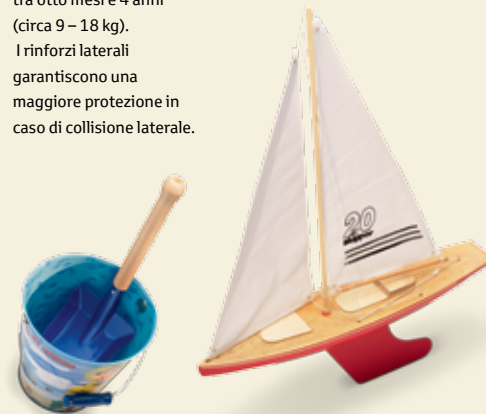 tra otto mesi e 4 anni
(circa 9 – 18 kg).
I rinforzi laterali
garantiscono una
maggiore protezione in
caso di collisione laterale.
20